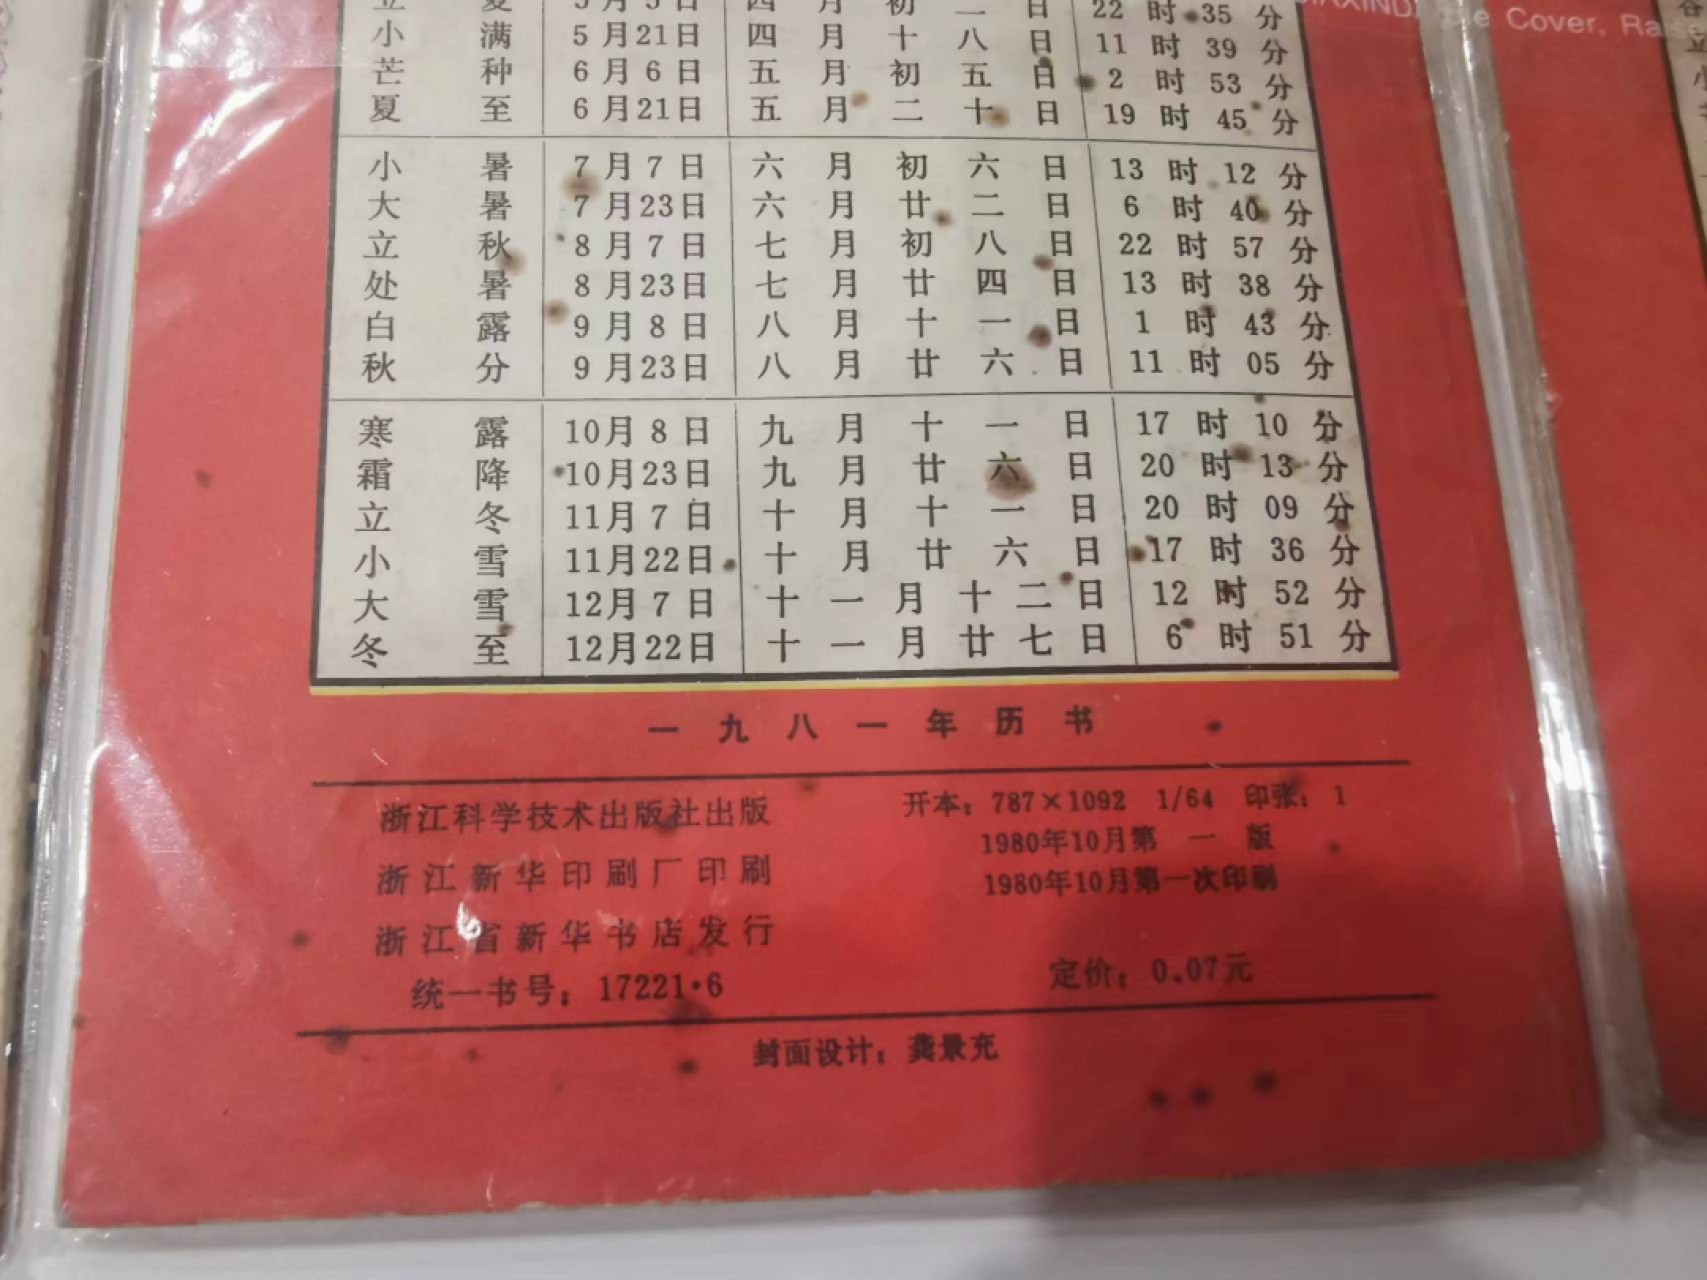 立 夏 5月5日 四月初二日 22时35分
小 满 5月21日 四月十八日 11时39分
芒 种 6月6日 五月初五日 2时53分
夏 至 6月21日 五月二十日 19时45分
小 暑 7月7日 六月初六日 13时12分
大 暑 7月23日 六月廿二日 6时40分
立 秋 8月7日 七月初八日 22时57分
处 暑 8月23日 七月廿四日 13时38分
白 露 9月8日 八月十一日 1时43分
秋 分 9月23日 八月廿六日 11时05分
寒 露 10月8日 九月十一日 17时10分
霜 降 10月23日 九月廿六日 20时13分
立 冬 11月7日 十月十一日 20时09分
小 雪 11月22日 十月廿六日 17时36分
大 雪 12月7日 十一月十二日 12时52分
冬 至 12月22日 十一月廿七日 6时51分
一九八一年历书
浙江科学技术出版社出版
浙江新华印刷厂印刷
浙江省新华书店发行
统一书号：17221·6
开本：787×1092 1/64 印张：1
1980年10月第一版
1980年10月第一次印刷
定价：0.07元
封面设计：龚景充
Cover,